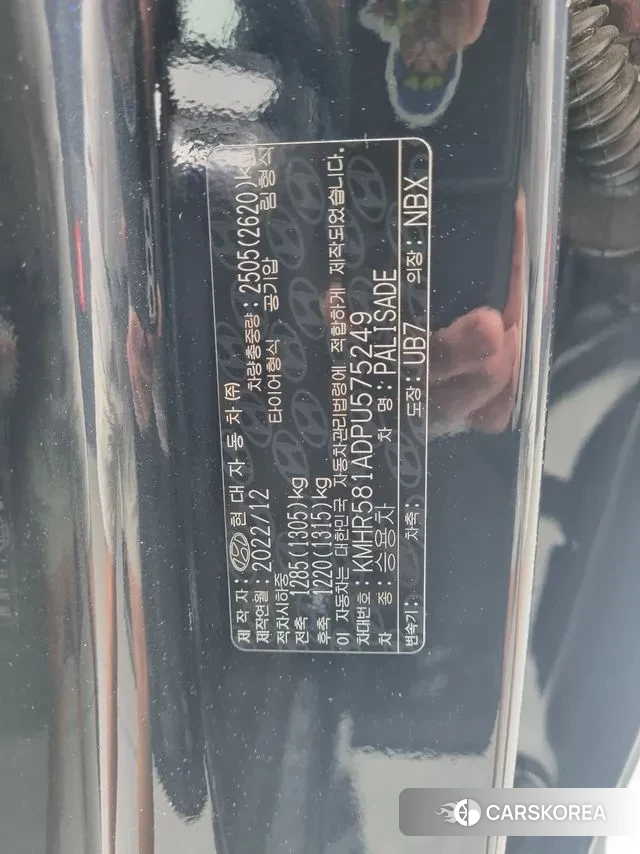 제 작 자: 현대자동차(주)
제작연월: 2022/12 차량총중량: 2505(2620)kg
적차시하중 타이어형식 공기압 림형식
전축 1285(1305)kg
후축 1220(1315)kg
이 자동차는 대한민국 자동차관리법령에 적합하게 제작되었습니다.
차대번호: KMHR581ADPU575249
차 종: 승용차 차 명: PALISADE
변속기: 차축: 도장: UB7 의장: NBX
CARSKOREA